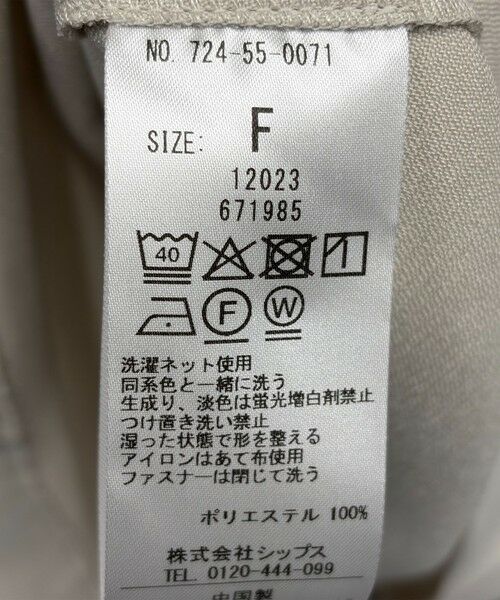 NO. 724-55-0071
SIZE: F
12023
671985
40
F W
洗濯ネット使用
同系色と一緒に洗う
生成り、淡色は蛍光増白剤禁止
つけ置き洗い禁止
湿った状態で形を整える
アイロンはあて布使用
ファスナーは閉じて洗う
ポリエステル 100%
株式会社シップス
TEL. 0120-444-099
中国製